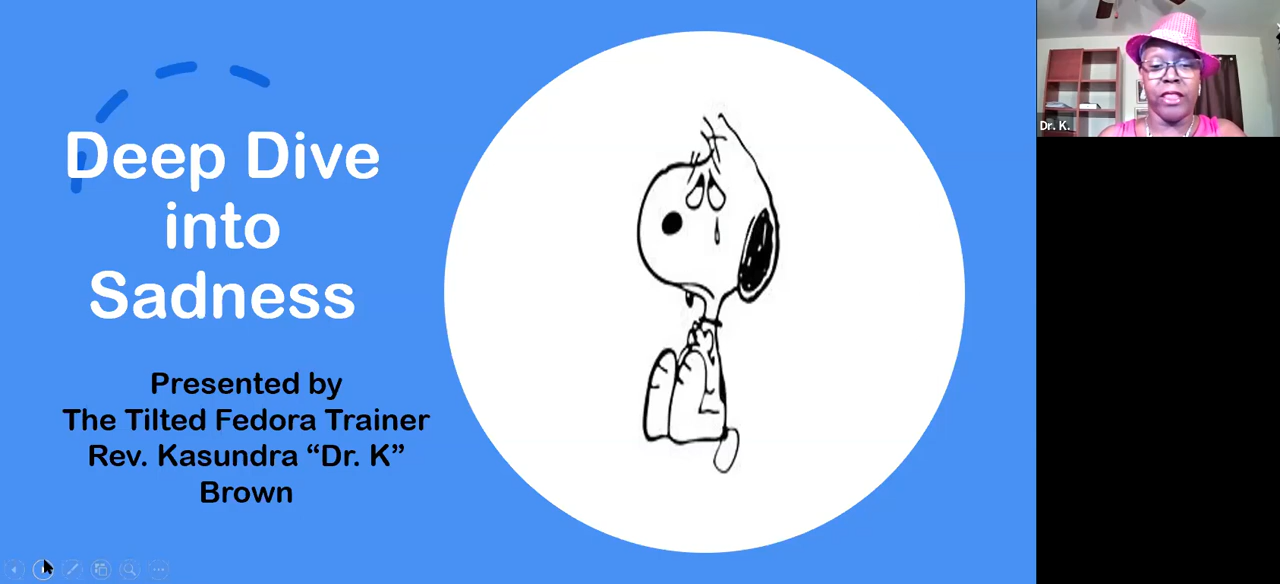 Deep Dive
into
Sadness
Presented by
The Tilted Fedora Trainer
Rev. Kasundra “Dr. K”
Brown
Dr. K.